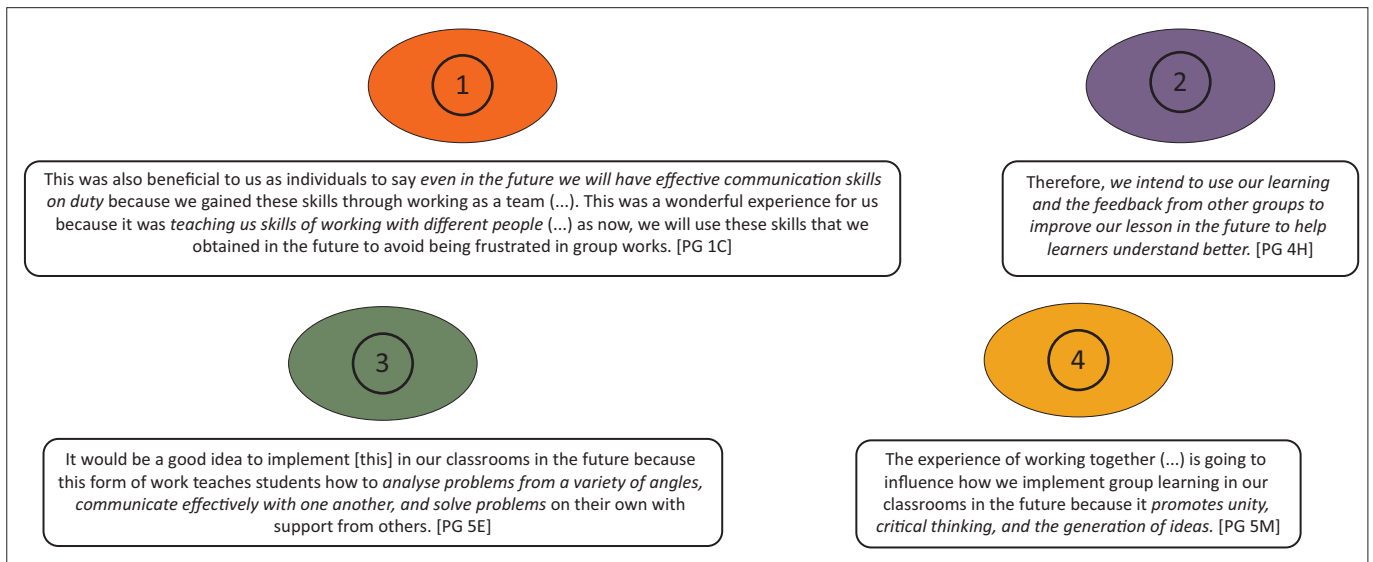 1
This was also beneficial to us as individuals to say even in the future we will have effective communication skills
on duty because we gained these skills through working as a team (...). This was a wonderful experience for us
because it was teaching us skills of working with different people (...) as now, we will use these skills that we
obtained in the future to avoid being frustrated in group works. [PG 1C]
2
Therefore, we intend to use our learning
and the feedback from other groups to
improve our lesson in the future to help
learners understand better. [PG 4H]
3
It would be a good idea to implement [this] in our classrooms in the future because
this form of work teaches students how to analyse problems from a variety of angles,
communicate effectively with one another, and solve problems on their own with
support from others. [PG 5E]
4
The experience of working together (...) is going to
influence how we implement group learning in our
classrooms in the future because it promotes unity,
critical thinking, and the generation of ideas. [PG 5M]